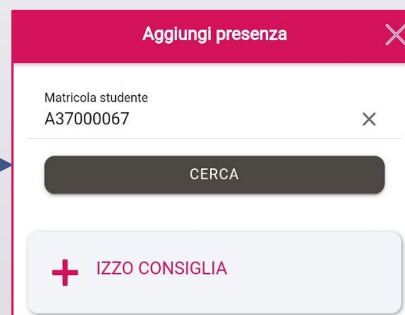 Aggiungi presenza
Matricola studente
A37000067
CERCA
IZZO CONSIGLIA